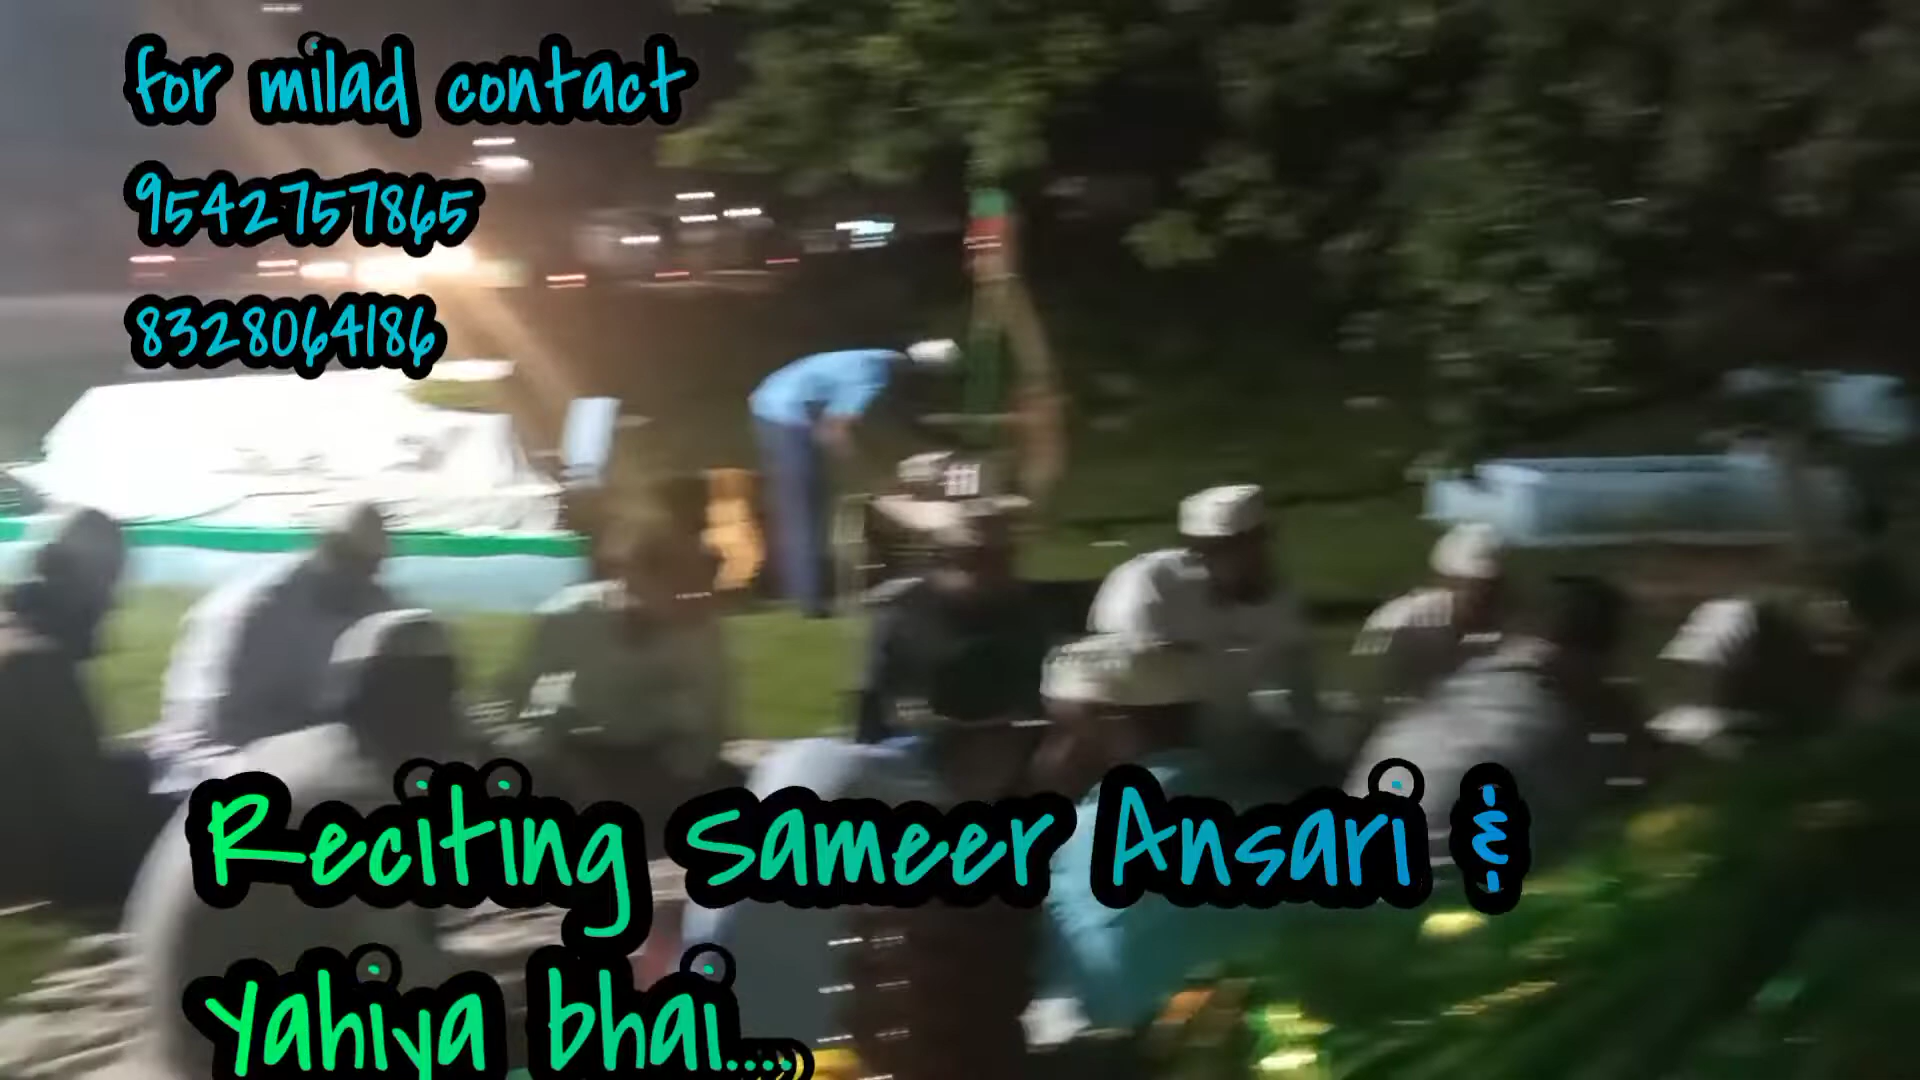 for milad contact
9542757865
8328064186
Reciting Sameer Ansari &
Yahiya bhai....